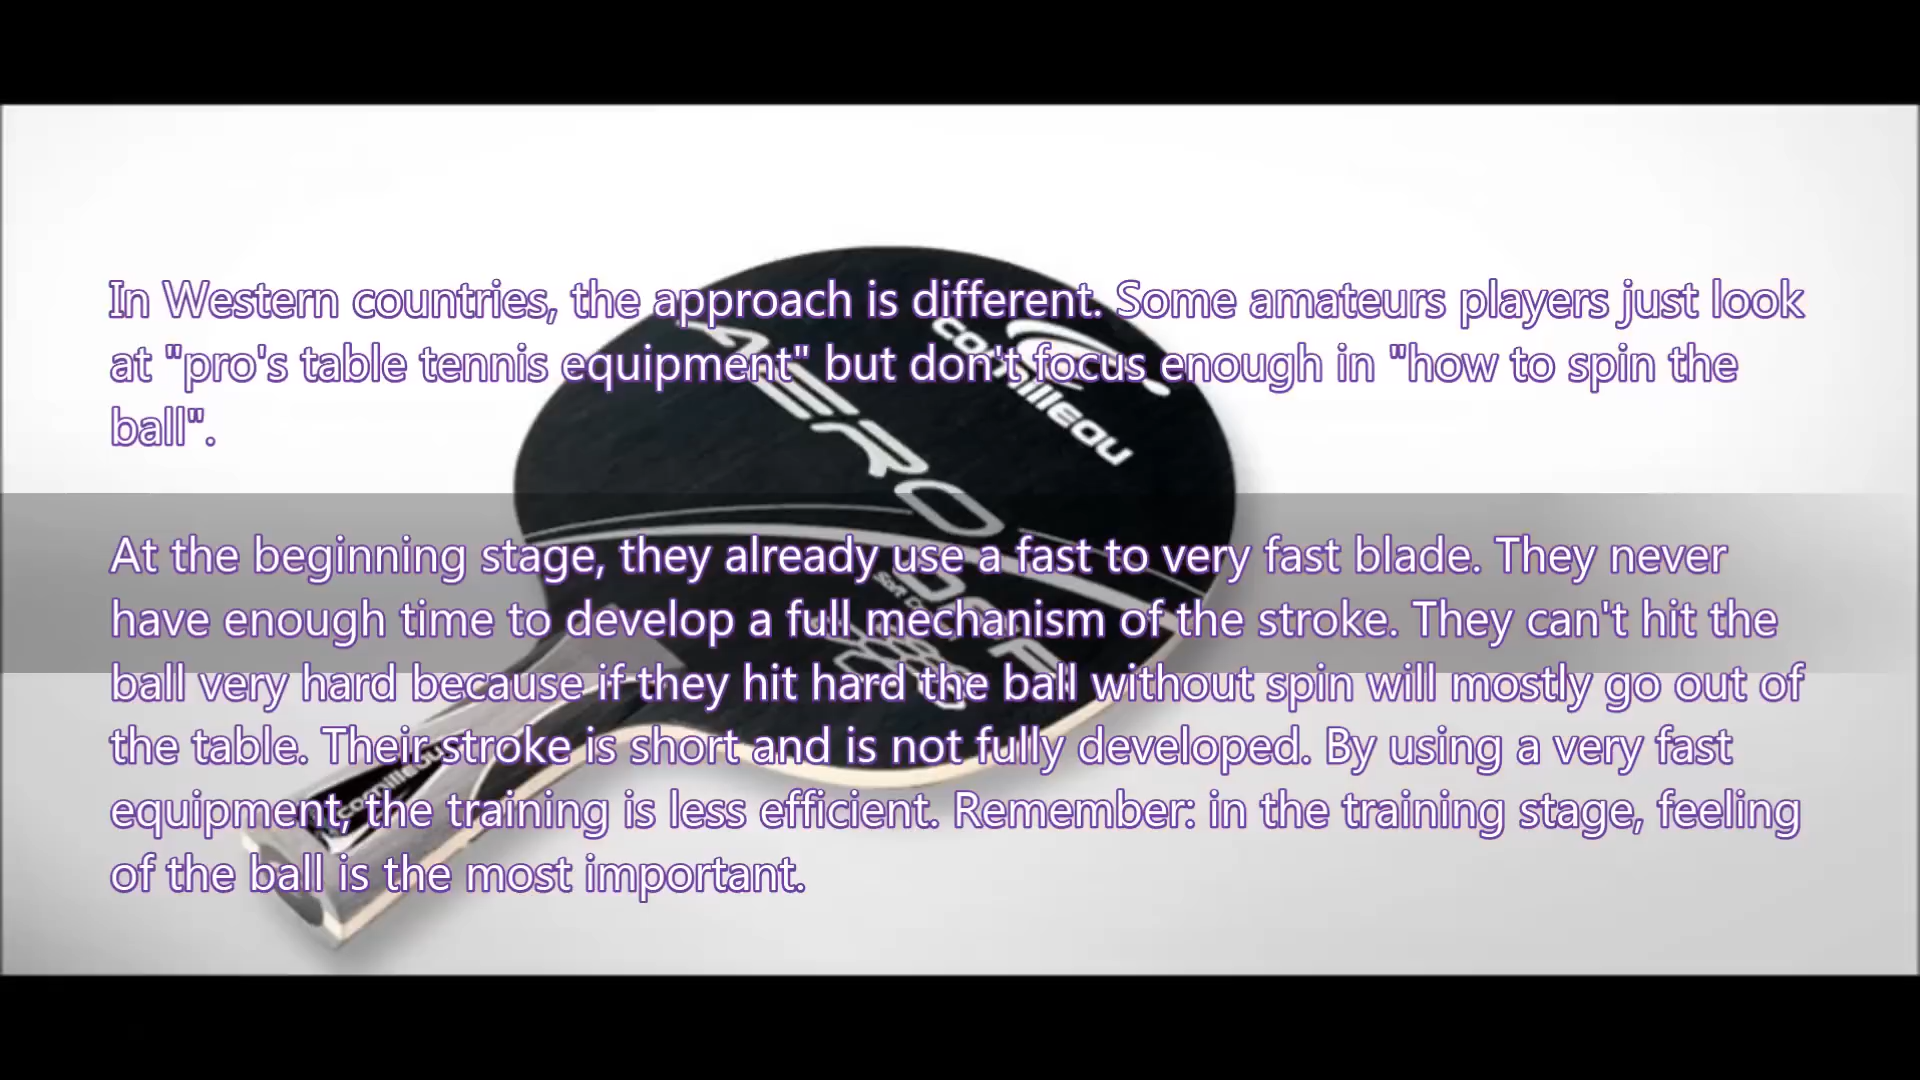 In Western countries, the approach is different. Some amateurs players just look
at "pro's table tennis equipment" but don't focus enough in "how to spin the
ball".
At the beginning stage, they already use a fast to very fast blade. They never
have enough time to develop a full mechanism of the stroke. They can't hit the
ball very hard because if they hit hard the ball without spin will mostly go out of
the table. Their stroke is short and is not fully developed. By using a very fast
equipment, the training is less efficient. Remember: in the training stage, feeling
of the ball is the most important.
AERO
cornilleau
Soft
cornilleau